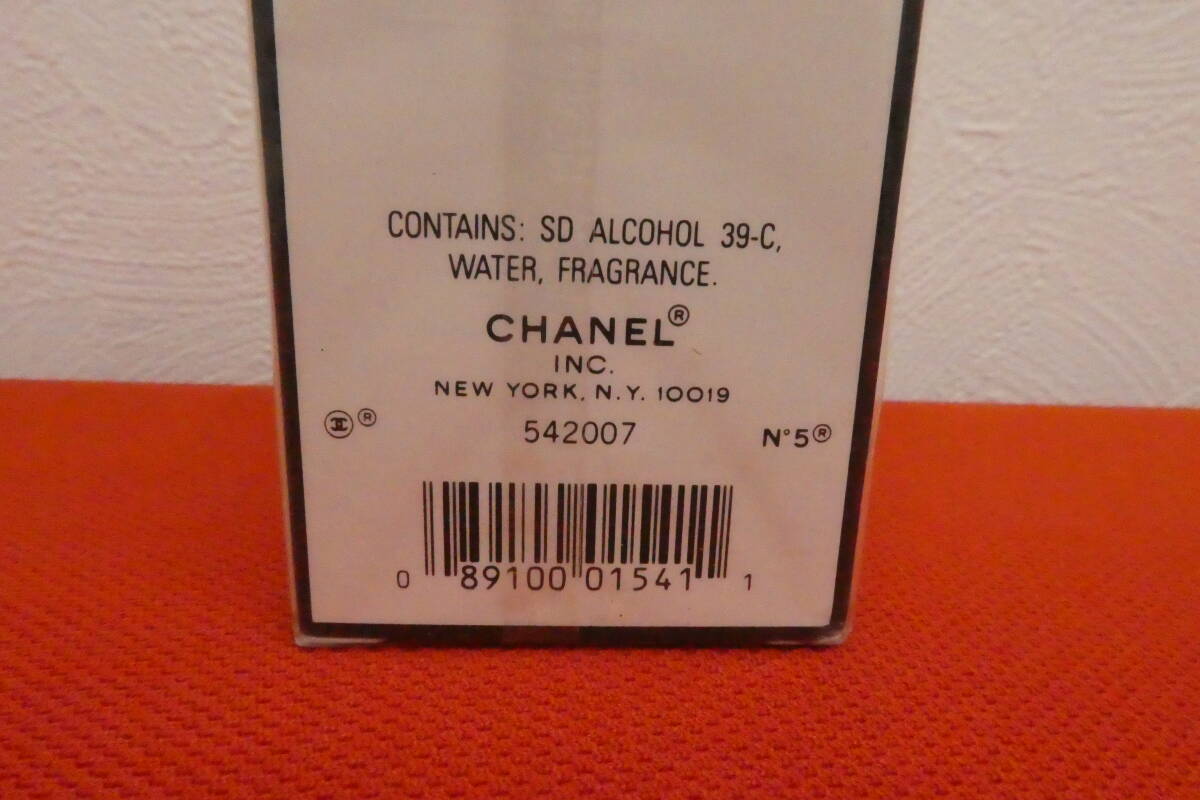 CONTAINS: SD ALCOHOL 39-C,
WATER, FRAGRANCE.
CHANEL®
INC.
NEW YORK, N.Y. 10019
®
542007
N°5®
0 89100 01541 1